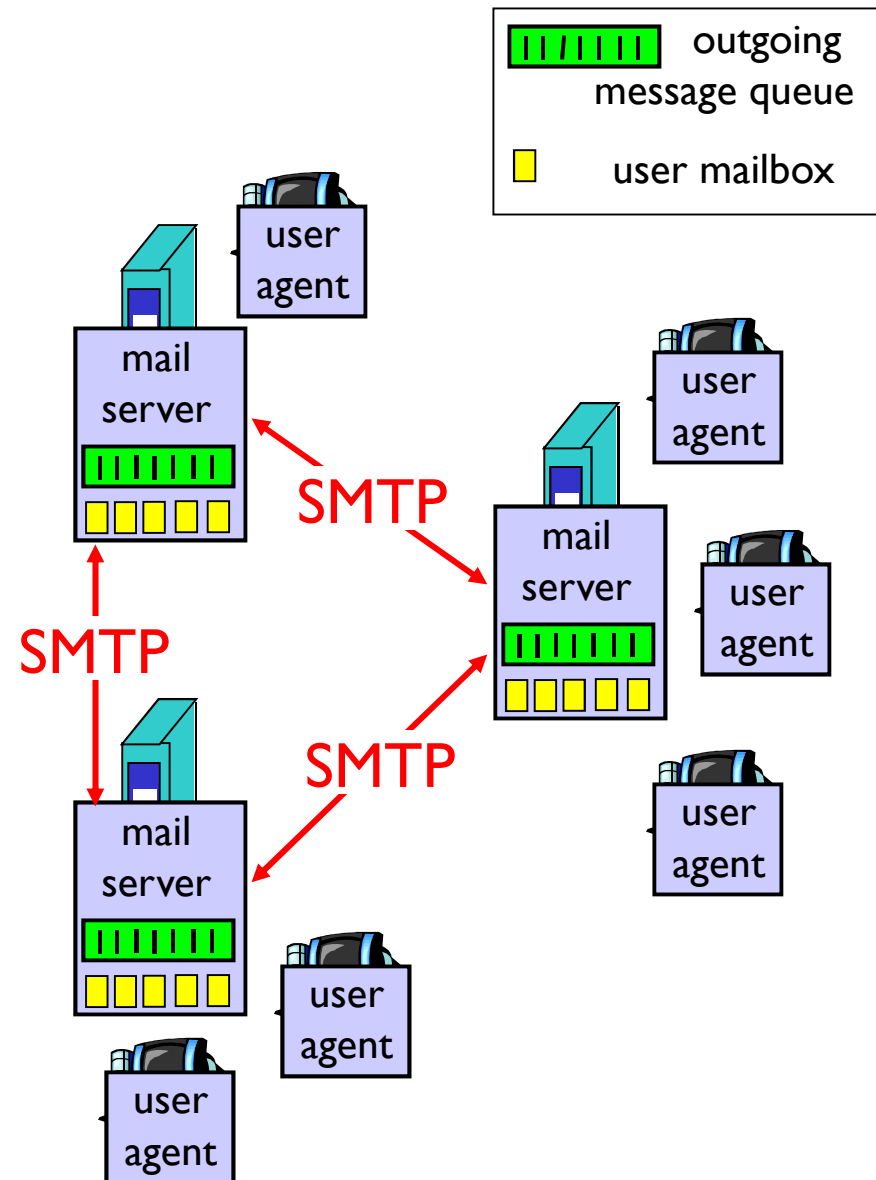 outgoing
message queue
user mailbox
user
agent
mail
server
user
agent
SMTP
mail
server
user
agent
SMTP
SMTP
user
agent
mail
server
user
agent
user
agent